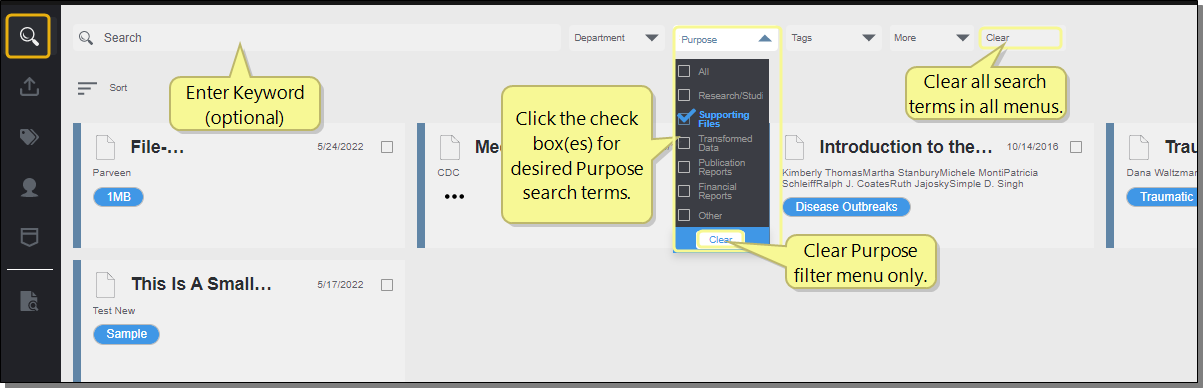 Search
Department
Purpose
Tags
More
Clear
Sort
Enter Keyword
(optional)
Click the check
box(es) for
desired Purpose
search terms.
All
Research/Studi
Supporting
Files
Transformed
Data
Publication
Reports
Financial
Reports
Other
Clear
Clear all search
terms in all menus.
Clear Purpose
filter menu only.
File-...
5/24/2022
Parveen
1MB
Me
CDC
Introduction to the...
10/14/2016
Kimberly ThomasMartha StanburyMichele MontiPatricia
SchleiffRalph J. CoatesRuth JajoskySimple D. Singh
Disease Outbreaks
Trau
Dana Waltzman
Traumatic
This Is A Small...
5/17/2022
Test New
Sample